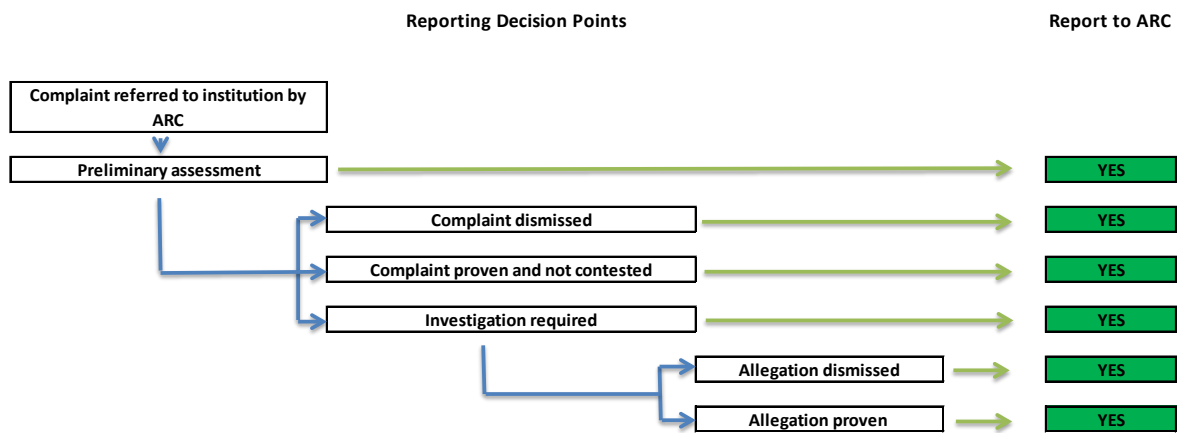 Reporting Decision Points
Report to ARC
Complaint referred to institution by
ARC
Preliminary assessment
YES
Complaint dismissed
YES
Complaint proven and not contested
YES
Investigation required
YES
Allegation dismissed
YES
Allegation proven
YES